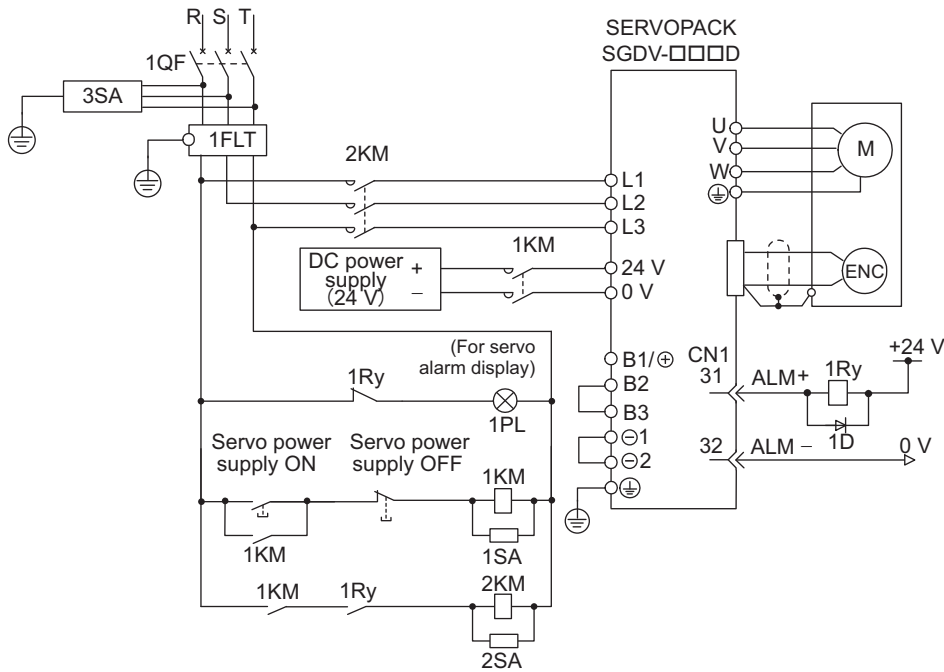 R S T
1QF
3SA
1FLT
2KM
SERVOPACK
SGDV-□□□D
U
V
W
M
L1
L2
L3
1KM
DC power
supply
(24 V)
+
−
24 V
0 V
ENC
(For servo
alarm display)
1Ry
1PL
B1/⊕
B2
B3
⊖1
⊖2
CN1
31
ALM+
1Ry
+24 V
1D
32
ALM −
0 V
Servo power
supply ON
Servo power
supply OFF
1KM
1KM
1SA
1KM
1Ry
2KM
2SA